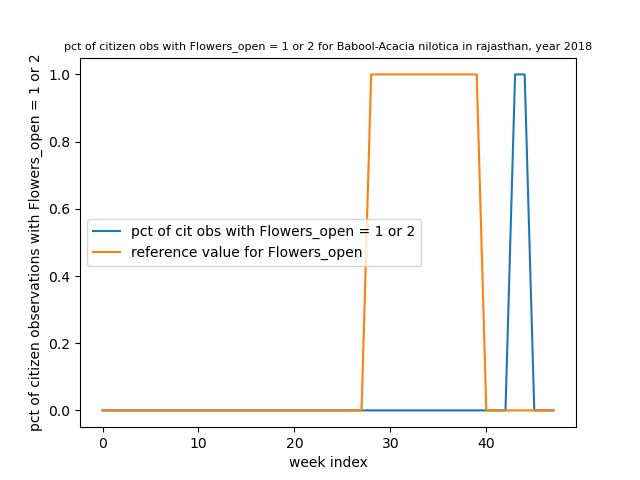 pct of citizen obs with Flowers_open = 1 or 2 for Babool-Acacia nilotica in rajasthan, year 2018
pct of citizen observations with Flowers_open = 1 or 2
1.0
0.8
0.6
0.4
0.2
0.0
pct of cit obs with Flowers_open = 1 or 2
reference value for Flowers_open
0 10 20 30 40
week index